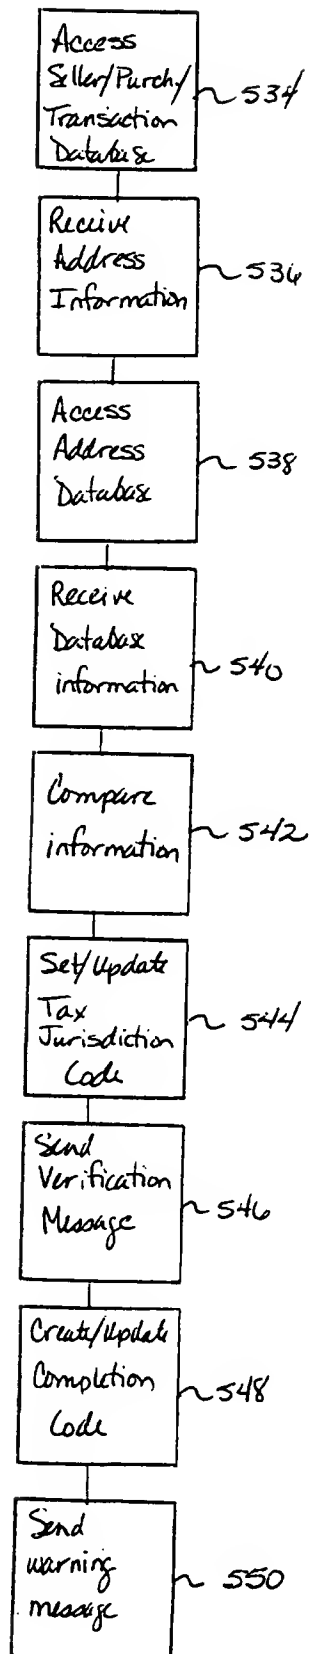 Access
Seller/Purch/
Transaction
Database
534
Receive
Address
Information
536
Access
Address
Database
538
Receive
Database
information
540
Compare
information
542
Set/Update
Tax
Jurisdiction
Code
544
Send
Verification
Message
546
Create/Update
Completion
Code
548
Send
warning
message
550